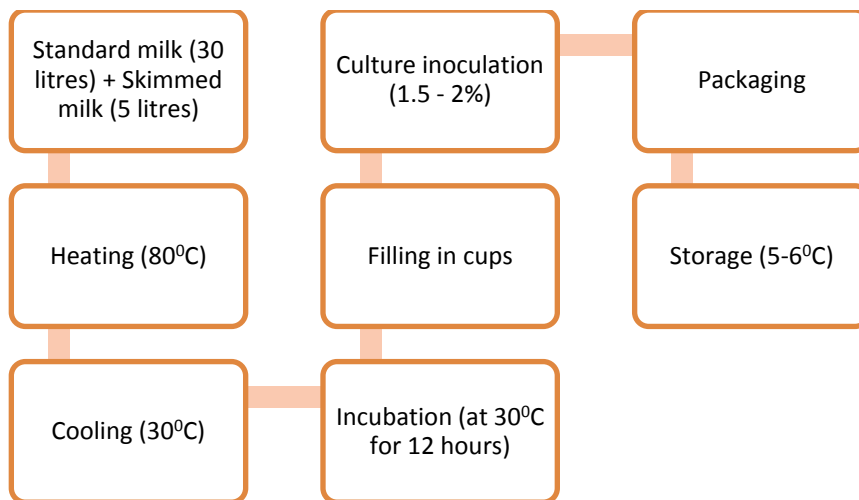 Standard milk (30
litres) + Skimmed
milk (5 litres)
Heating (80⁰C)
Cooling (30⁰C)
Incubation (at 30⁰C
for 12 hours)
Filling in cups
Culture inoculation
(1.5 - 2%)
Packaging
Storage (5-6⁰C)